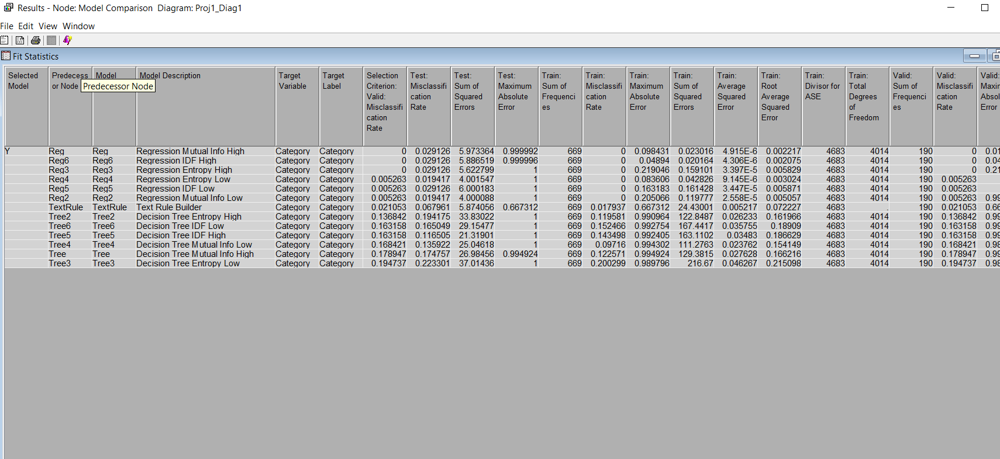 Results - Node: Model Comparison Diagram: Proj1_Diag1
File Edit View Window
Fit Statistics
Selected Model | Predecess or Node | Model | Model Description | Target Variable | Target Label | Selection Criterion: Valid: Misclassifi cation Rate | Test: Misclassifi cation Rate | Test: Sum of Squared Errors | Test: Maximum Absolute Error | Train: Sum of Frequenci es | Train: Misclassifi cation Rate | Train: Maximum Absolute Error | Train: Sum of Squared Errors | Train: Average Squared Error | Train: Root Average Squared Error | Train: Divisor for ASE | Train: Total Degrees of Freedom | Valid: Sum of Frequenci es | Valid: Misclassifi cation Rate | Valid: Maxin Absol Error
Predecessor Node
Y Reg Reg Regression Mutual Info High Category Category 0 0.029126 5.973364 0.999992 669 0 0.098431 0.023016 4.915E-6 0.002217 4683 4014 190 0 0.01
Reg6 Reg6 Regression IDF High Category Category 0 0.029126 5.886519 0.999996 669 0 0.04894 0.020164 4.306E-6 0.002075 4683 4014 190 0 0.04
Reg3 Reg3 Regression Entropy High Category Category 0 0.029126 5.622799 1 669 0 0.219046 0.159101 3.397E-5 0.005829 4683 4014 190 0 0.21
Reg4 Reg4 Regression Entropy Low Category Category 0.005263 0.019417 4.001547 1 669 0 0.083606 0.042826 9.145E-6 0.003024 4683 4014 190 0.005263
Reg5 Reg5 Regression IDF Low Category Category 0.005263 0.029126 6.000183 1 669 0 0.163183 0.161428 3.447E-5 0.005871 4683 4014 190 0.005263
Reg2 Reg2 Regression Mutual Info Low Category Category 0.005263 0.019417 4.000088 1 669 0 0.205066 0.119777 2.558E-5 0.005057 4683 4014 190 0.005263 0.99
TextRule TextRule Text Rule Builder Category Category 0.021053 0.067961 5.874056 0.667312 669 0.017937 0.667312 24.43001 0.005217 0.072227 4683 . 190 0.021053 0.66
Tree2 Tree2 Decision Tree Entropy High Category Category 0.136842 0.194175 33.83022 1 669 0.119581 0.990964 122.8487 0.026233 0.161966 4683 4014 190 0.136842 0.99
Tree6 Tree6 Decision Tree IDF Low Category Category 0.163158 0.165049 29.15477 1 669 0.152466 0.992754 167.4417 0.035755 0.18909 4683 4014 190 0.163158 0.99
Tree5 Tree5 Decision Tree IDF High Category Category 0.163158 0.116505 21.31901 1 669 0.143498 0.992405 163.1102 0.03483 0.186629 4683 4014 190 0.163158 0.99
Tree4 Tree4 Decision Tree Mutual Info Low Category Category 0.168421 0.135922 25.04618 1 669 0.09716 0.994302 111.2763 0.023762 0.154149 4683 4014 190 0.168421 0.98
Tree Tree Decision Tree Mutual Info High Category Category 0.178947 0.174757 26.98456 0.994924 669 0.122571 0.994924 129.3815 0.027628 0.166216 4683 4014 190 0.178947 0.99
Tree3 Tree3 Decision Tree Entropy Low Category Category 0.194737 0.223301 37.01436 1 669 0.200299 0.989796 216.67 0.046267 0.215098 4683 4014 190 0.194737 0.98